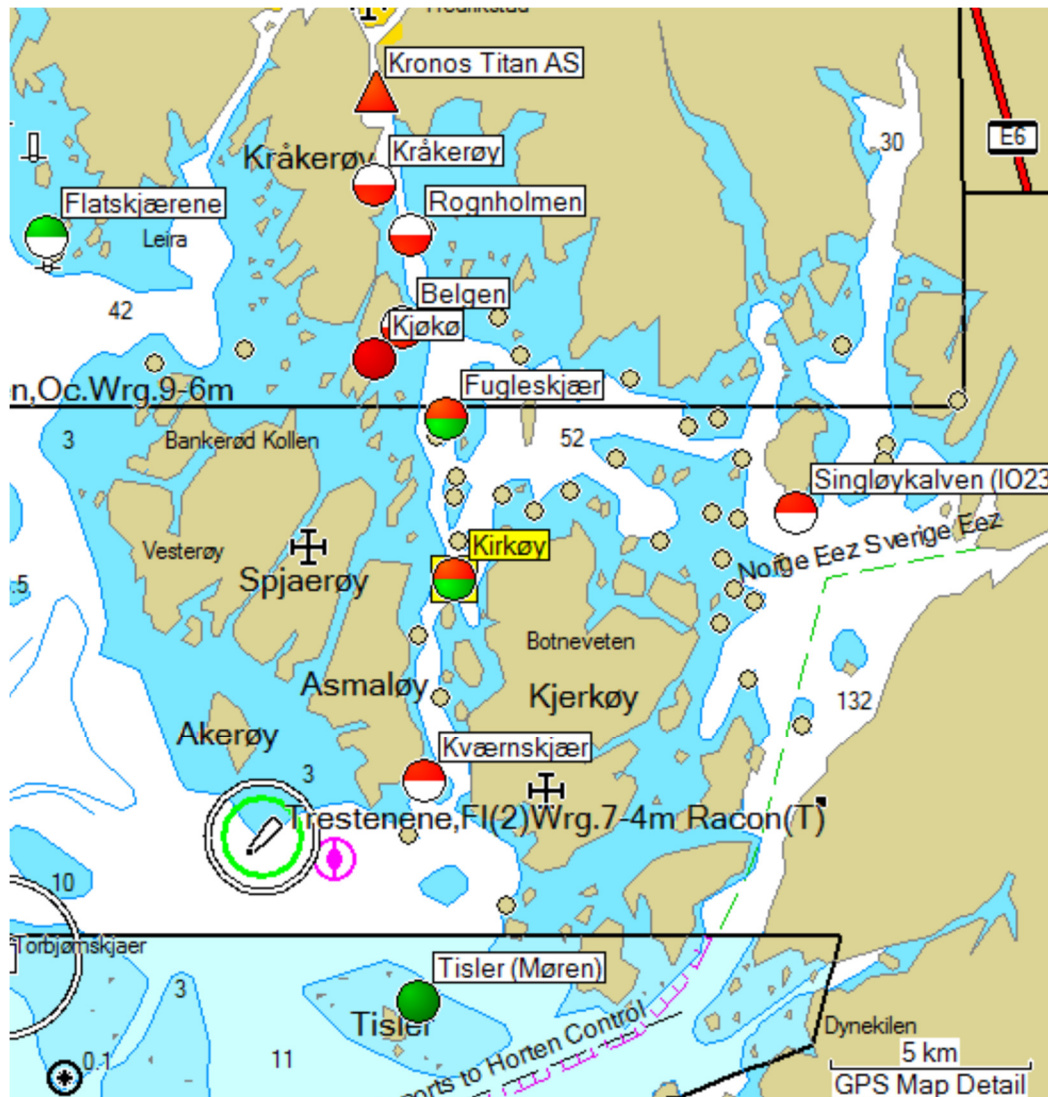 Fredrikstad
Kronos Titan AS
E6
30
Kråkerøy
Kråkerøy
Flatskjærene
Rognholmen
Leira
Belgen
42
Kjøkø
n,Oc.Wrg.9-6m
Fugleskjær
3
Bankerød Kollen
52
Singløykalven (IO23
Norge Eez Sverige Eez
Vesterøy
Kirkøy
Spjaerøy
.5
Botneveten
Asmaløy
Kjerkøy
132
Akerøy
Kværnskjær
3
Trestenene,Fl(2)Wrg.7-4m Racon(T)
10
Torbjørnskjaer
Tisler (Møren)
3
Tisler
Dynekilen
0.1
11
orts to Horten Control
5 km
GPS Map Detail